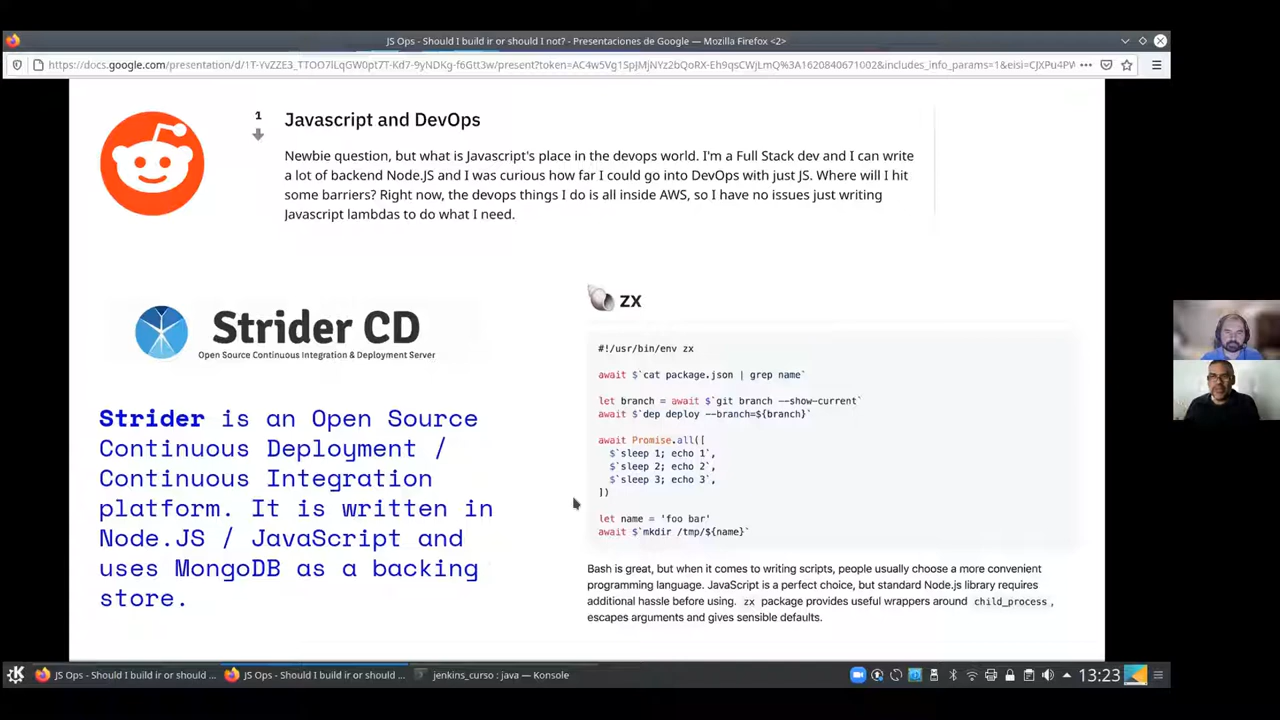 JS Ops - Should I build ir or should I not? - Presentaciones de Google — Mozilla Firefox <2>
1
Javascript and DevOps
Newbie question, but what is Javascript's place in the devops world. I'm a Full Stack dev and I can write
a lot of backend Node.JS and I was curious how far I could go into DevOps with just JS. Where will I hit
some barriers? Right now, the devops things I do is all inside AWS, so I have no issues just writing
Javascript lambdas to do what I need.
Strider CD
Open Source Continuous Integration & Deployment Server
Strider is an Open Source
Continuous Deployment /
Continuous Integration
platform. It is written in
Node.JS / JavaScript and
uses MongoDB as a backing
store.
zx
#!/usr/bin/env zx
await $`cat package.json | grep name`
let branch = await $`git branch --show-current`
await $`dep deploy --branch=${branch}`
await Promise.all([
$`sleep 1; echo 1`,
$`sleep 2; echo 2`,
$`sleep 3; echo 3`,
])
let name = 'foo bar'
await $`mkdir /tmp/${name}`
Bash is great, but when it comes to writing scripts, people usually choose a more convenient
programming language. JavaScript is a perfect choice, but standard Node.js library requires
additional hassle before using. zx package provides useful wrappers around child_process,
escapes arguments and gives sensible defaults.
JS Ops - Should I build ir or should ...
JS Ops - Should I build ir or should ...
jenkins_curso : java — Konsole
13:23